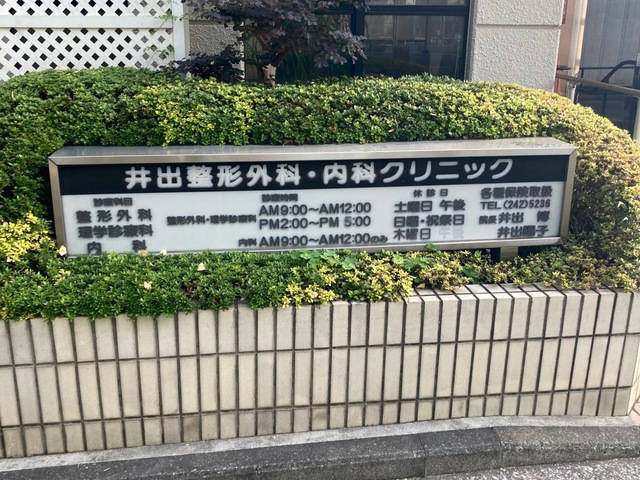 井出整形外科・内科クリニック
診療科目
整形外科
理学診療科
内科
診療時間
整形外科・理学診療科 AM9:00〜AM12:00
PM2:00〜PM 5:00
内科 AM9:00〜AM12:00のみ
休診日
土曜日 午後
日曜・祝祭日
木曜日 午後
各種保険取扱
TEL(242)5236
院長 井出 博
井出陽子